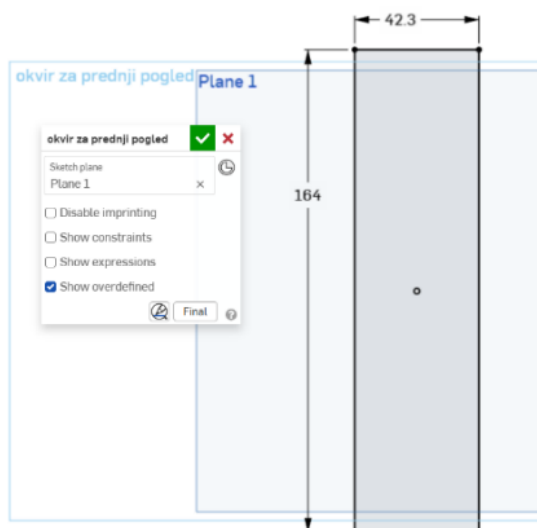 42.3
okvir za prednji pogled
Plane 1
okvir za prednji pogled
Sketch plane
Plane 1
164
Disable imprinting
Show constraints
Show expressions
Show overdefined
Final